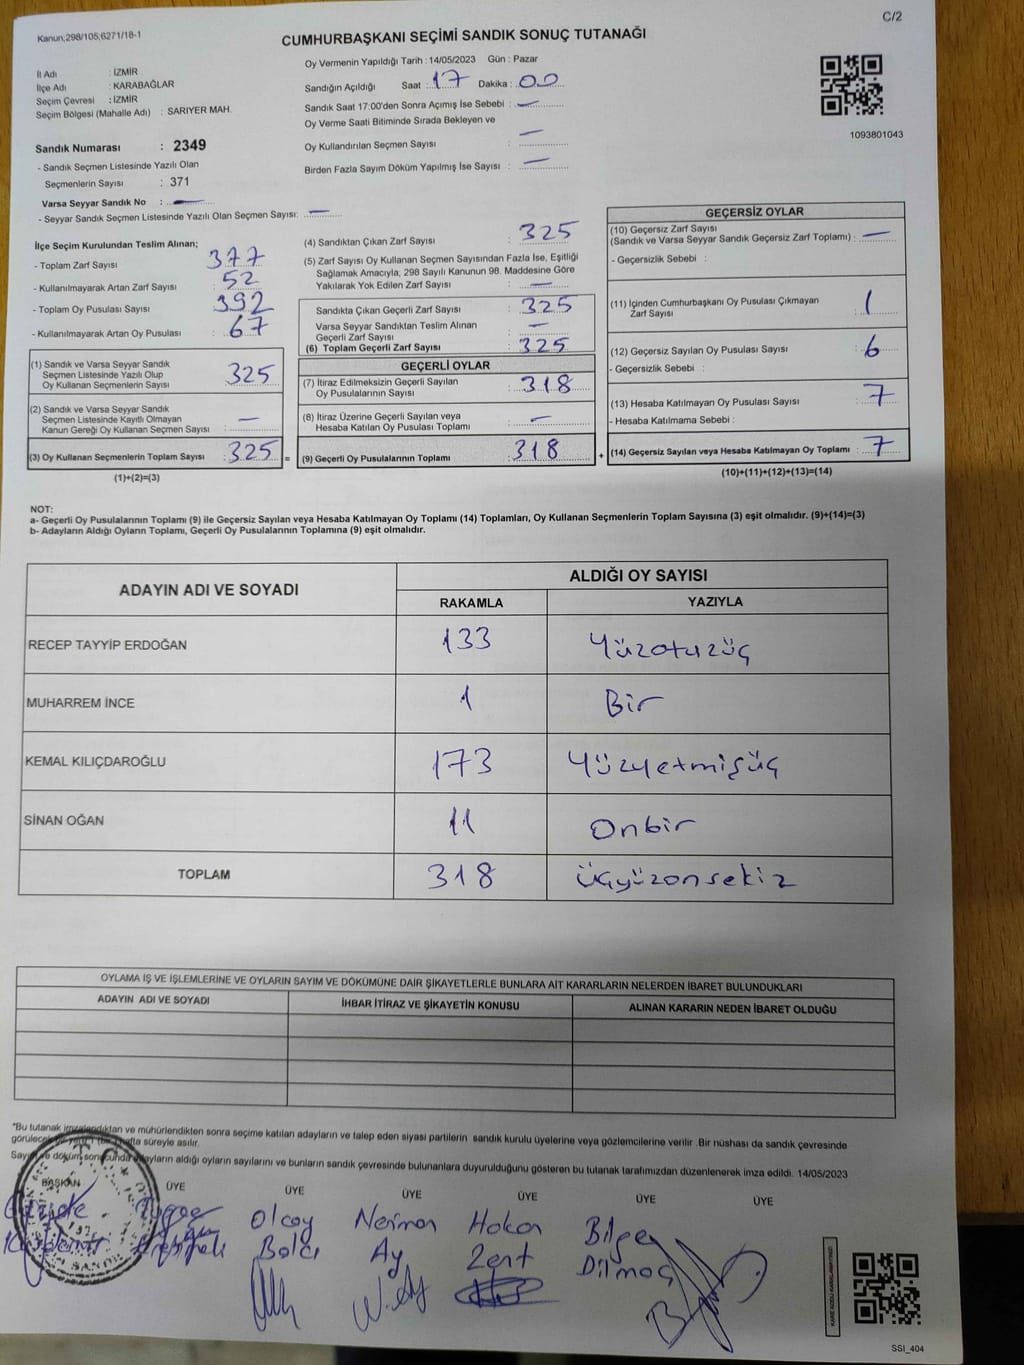 C/2
Kanun;298/105;6271/18-1
CUMHURBAŞKANI SEÇİMİ SANDIK SONUÇ TUTANAĞI
İl Adı : İZMİR
İlçe Adı : KARABAĞLAR
Seçim Çevresi : İZMİR
Seçim Bölgesi (Mahalle Adı) : SARIYER MAH.
Sandık Numarası : 2349
- Sandık Seçmen Listesinde Yazılı Olan
Seçmenlerin Sayısı : 371
Varsa Seyyar Sandık No : —
- Seyyar Sandık Seçmen Listesinde Yazılı Olan Seçmen Sayısı: —
Oy Vermenin Yapıldığı Tarih : 14/05/2023 Gün : Pazar
Sandığın Açıldığı Saat : 17 Dakika : 00
Sandık Saat 17:00'den Sonra Açımış İse Sebebi : —
Oy Verme Saati Bitiminde Sırada Bekleyen ve
Oy Kullandırılan Seçmen Sayısı : —
Birden Fazla Sayım Döküm Yapılmış İse Sayısı : —
1093801043
İlçe Seçim Kurulundan Teslim Alınan;
- Toplam Zarf Sayısı : 377
- Kullanılmayarak Artan Zarf Sayısı : 52
- Toplam Oy Pusulası Sayısı : 392
- Kullanılmayarak Artan Oy Pusulası : 67
(1) Sandık ve Varsa Seyyar Sandık
Seçmen Listesinde Yazılı Olup
Oy Kullanan Seçmenlerin Sayısı : 325
(2) Sandık ve Varsa Seyyar Sandık
Seçmen Listesinde Kayıtlı Olmayan
Kanun Gereği Oy Kullanan Seçmen Sayısı : —
(3) Oy Kullanan Seçmenlerin Toplam Sayısı : 325 =
(1)+(2)=(3)
(4) Sandıktan Çıkan Zarf Sayısı : 325
(5) Zarf Sayısı Oy Kullanan Seçmen Sayısından Fazla İse, Eşitliği
Sağlamak Amacıyla, 298 Sayılı Kanunun 98. Maddesine Göre
Yakılarak Yok Edilen Zarf Sayısı : —
Sandıkta Çıkan Geçerli Zarf Sayısı : 325
Varsa Seyyar Sandıktan Teslim Alınan
Geçerli Zarf Sayısı : —
(6) Toplam Geçerli Zarf Sayısı : 325
GEÇERLİ OYLAR
(7) İtiraz Edilmeksizin Geçerli Sayılan
Oy Pusulalarının Sayısı : 318
(8) İtiraz Üzerine Geçerli Sayılan veya
Hesaba Katılan Oy Pusulası Toplamı : —
(9) Geçerli Oy Pusulalarının Toplamı : 318 +
GEÇERSİZ OYLAR
(10) Geçersiz Zarf Sayısı
(Sandık ve Varsa Seyyar Sandık Geçersiz Zarf Toplamı) : —
- Geçersizlik Sebebi :
(11) İçinden Cumhurbaşkanı Oy Pusulası Çıkmayan
Zarf Sayısı : 1
(12) Geçersiz Sayılan Oy Pusulası Sayısı : 6
- Geçersizlik Sebebi :
(13) Hesaba Katılmayan Oy Pusulası Sayısı : 7
- Hesaba Katılmama Sebebi :
(14) Geçersiz Sayılan veya Hesaba Katılmayan Oy Toplamı : 7
(10)+(11)+(12)+(13)=(14)
NOT:
a- Geçerli Oy Pusulalarının Toplamı (9) ile Geçersiz Sayılan veya Hesaba Katılmayan Oy Toplamı (14) Toplamları, Oy Kullanan Seçmenlerin Toplam Sayısına (3) eşit olmalıdır. (9)+(14)=(3)
b- Adayların Aldığı Oyların Toplamı, Geçerli Oy Pusulalarının Toplamına (9) eşit olmalıdır.
ADAYIN ADI VE SOYADI ALDIĞI OY SAYISI
RAKAMLA YAZIYLA
RECEP TAYYİP ERDOĞAN 133 Yüzotuzüç
MUHARREM İNCE 1 Bir
KEMAL KILIÇDAROĞLU 173 Yüzyetmişüç
SİNAN OĞAN 11 Onbir
TOPLAM 318 üçyüzonsekiz
OYLAMA İŞ VE İŞLEMLERİNE VE OYLARIN SAYIM VE DÖKÜMÜNE DAİR ŞİKAYETLERLE BUNLARA AİT KARARLARIN NELERDEN İBARET BULUNDUKLARI
ADAYIN ADI VE SOYADI İHBAR İTİRAZ VE ŞİKAYETİN KONUSU ALINAN KARARIN NEDEN İBARET OLDUĞU
"Bu tutanak imzalandıktan ve mühürlendikten sonra seçime katılan adayların ve talep eden siyasi partilerin sandık kurulu üyelerine veya gözlemcilerine verilir. Bir nüshası da sandık çevresinde
hafta süreyle asılır.
adayların aldığı oyların sayılarını ve bunların sandık çevresinde bulunanlara duyurulduğunu gösteren bu tutanak tarafımızdan düzenlenerek imza edildi. 14/05/2023
BAŞKAN ÜYE ÜYE ÜYE ÜYE ÜYE ÜYE
Olcay Neriman Hakan Bilge
Balcı Ay Zent Dilmaç
SSI_404